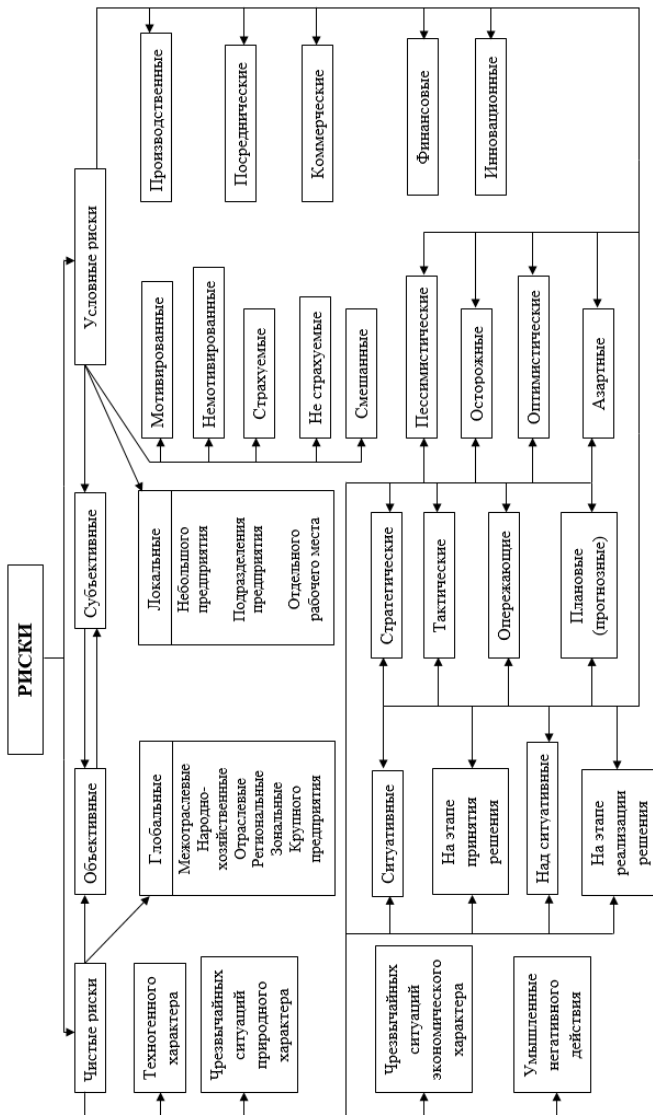 РИСКИ
Чистые риски
Объективные
Субъективные
Условные риски
Техногенного
характера
Чрезвычайных
ситуаций
природного
характера
Глобальные
Межотраслевые
Народно-
хозяйственные
Отраслевые
Региональные
Зональные
Крупного
предприятия
Локальные
Небольшого
предприятия
Подразделения
предприятия
Отдельного
рабочего места
Мотивированные
Немотивированные
Страхуемые
Не страхуемые
Смешанные
Производственные
Посреднические
Коммерческие
Финансовые
Инновационные
Чрезвычайных
ситуаций
экономического
характера
Умышленные
негативного
действия
Ситуативные
На этапе
принятия
решения
Над ситуативные
На этапе
реализации
решения
Стратегические
Тактические
Опережающие
Плановые
(прогнозные)
Пессимистические
Осторожные
Оптимистические
Азартные